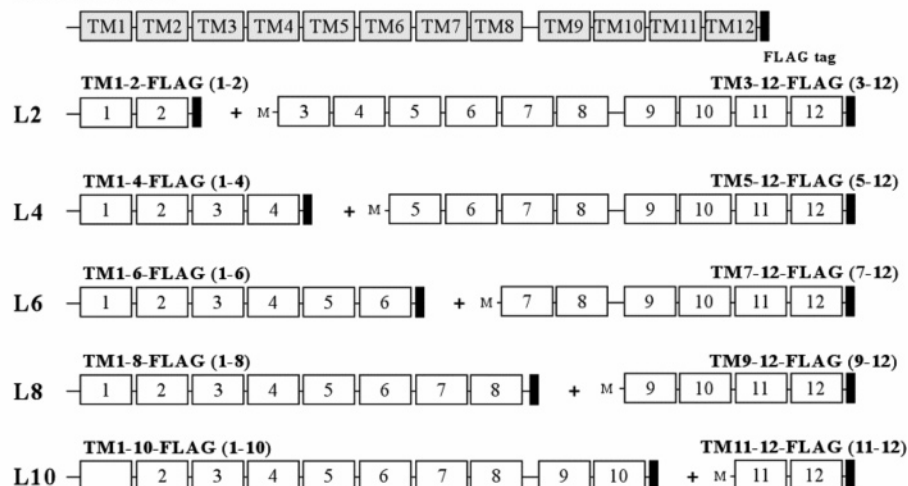 TM1 TM2 TM3 TM4 TM5 TM6 TM7 TM8 TM9 TM10 TM11 TM12
FLAG tag
TM1-2-FLAG (1-2) TM3-12-FLAG (3-12)
L2 1 2 + M 3 4 5 6 7 8 9 10 11 12
TM1-4-FLAG (1-4) TM5-12-FLAG (5-12)
L4 1 2 3 4 + M 5 6 7 8 9 10 11 12
TM1-6-FLAG (1-6) TM7-12-FLAG (7-12)
L6 1 2 3 4 5 6 + M 7 8 9 10 11 12
TM1-8-FLAG (1-8) TM9-12-FLAG (9-12)
L8 1 2 3 4 5 6 7 8 + M 9 10 11 12
TM1-10-FLAG (1-10) TM11-12-FLAG (11-12)
L10 2 3 4 5 6 7 8 9 10 + M 11 12